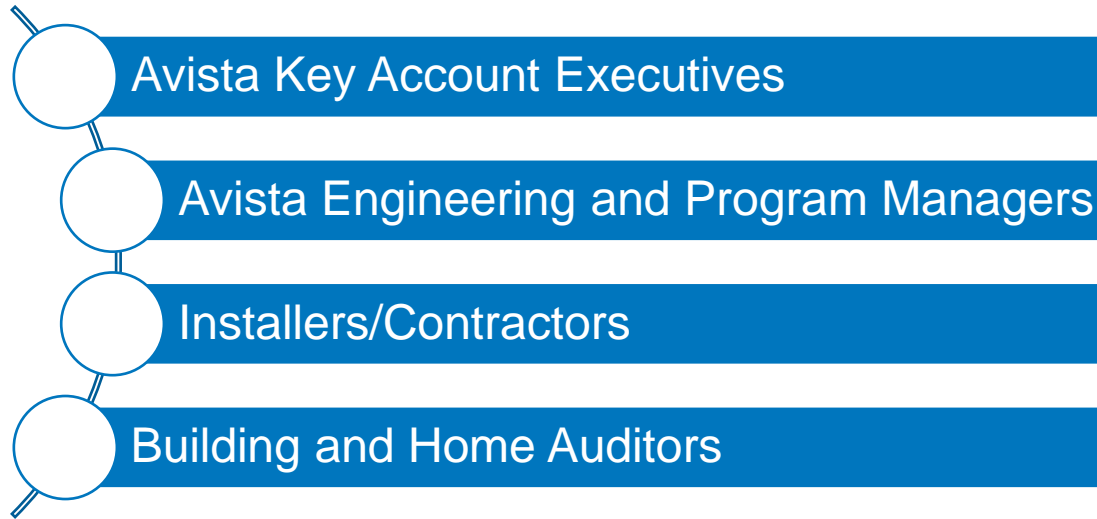 Avista Key Account Executives
Avista Engineering and Program Managers
Installers/Contractors
Building and Home Auditors